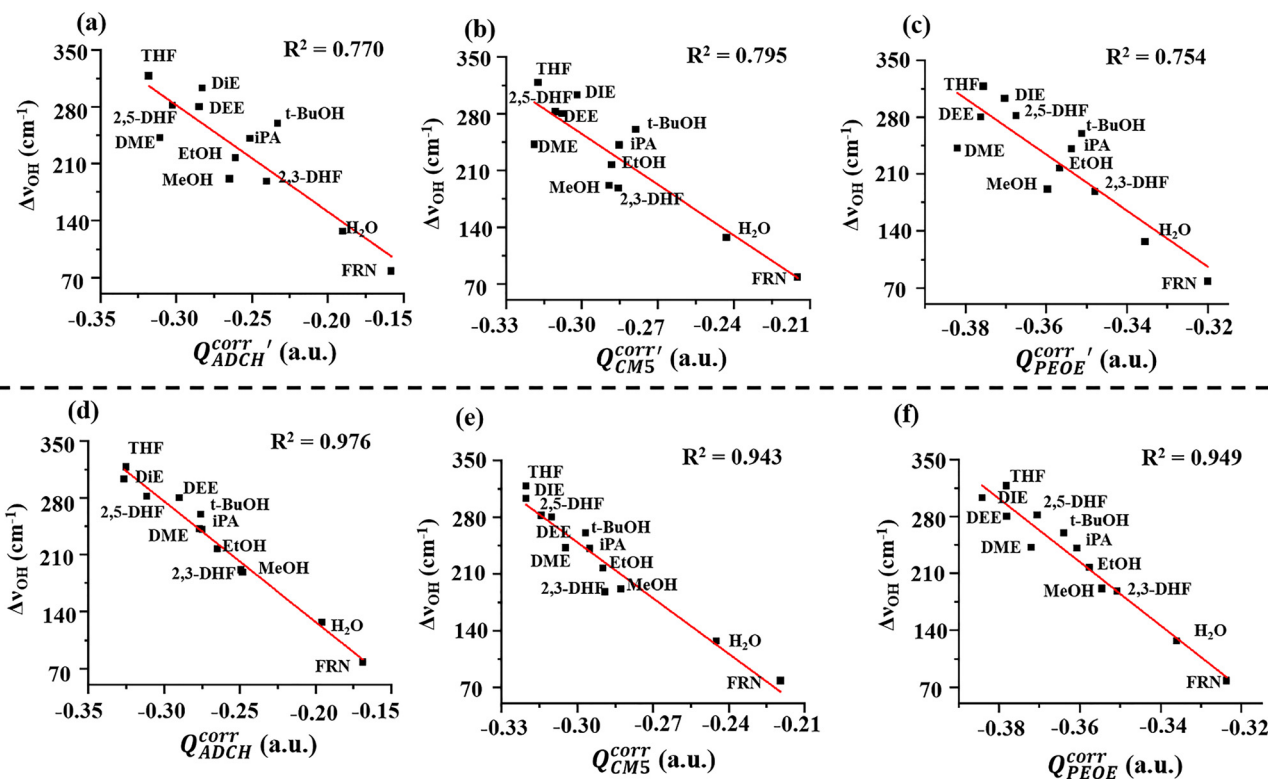 (a)
R² = 0.770
350
280
210
140
70
Δν_OH (cm⁻¹)
THF
DiE
2,5-DHF
DEE
t-BuOH
DME
iPA
EtOH
MeOH
2,3-DHF
H₂O
FRN
-0.35 -0.30 -0.25 -0.20 -0.15
Q_ADCH^corr′ (a.u.)
(b)
R² = 0.795
350
280
210
140
70
Δν_OH (cm⁻¹)
THF
DIE
2,5-DHF
DEE
t-BuOH
DME
iPA
EtOH
MeOH
2,3-DHF
H₂O
FRN
-0.33 -0.30 -0.27 -0.24 -0.21
Q_CM5^corr′ (a.u.)
(c)
R² = 0.754
350
280
210
140
70
Δν_OH (cm⁻¹)
THF
DIE
DEE
2,5-DHF
t-BuOH
DME
iPA
EtOH
MeOH
2,3-DHF
H₂O
FRN
-0.38 -0.36 -0.34 -0.32
Q_PEOE^corr′ (a.u.)
(d)
R² = 0.976
350
280
210
140
70
Δν_OH (cm⁻¹)
THF
DiE
DEE
2,5-DHF
t-BuOH
iPA
DME
EtOH
2,3-DHF
MeOH
H₂O
FRN
-0.35 -0.30 -0.25 -0.20 -0.15
Q_ADCH^corr (a.u.)
(e)
R² = 0.943
350
280
210
140
70
Δν_OH (cm⁻¹)
THF
DIE
2,5-DHF
DEE
t-BuOH
iPA
DME
EtOH
2,3-DHF
MeOH
H₂O
FRN
-0.33 -0.30 -0.27 -0.24 -0.21
Q_CM5^corr (a.u.)
(f)
R² = 0.949
350
280
210
140
70
Δν_OH (cm⁻¹)
THF
DIE
DEE
2,5-DHF
t-BuOH
DME
iPA
EtOH
MeOH
2,3-DHF
H₂O
FRN
-0.38 -0.36 -0.34 -0.32
Q_PEOE^corr (a.u.)